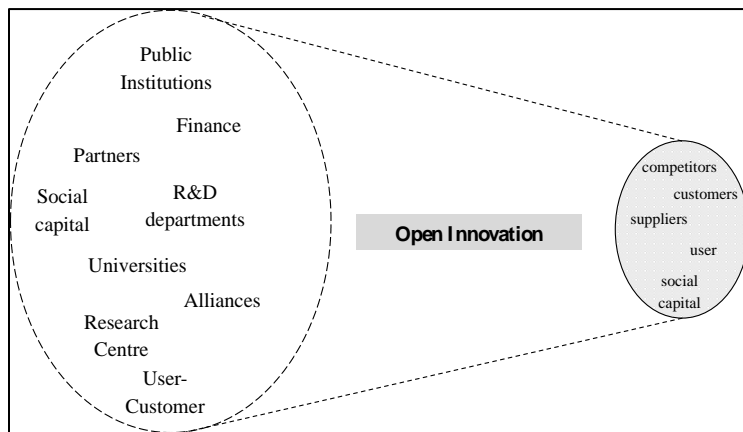 Public
Institutions
Finance
Partners
Social
capital
R&D
departments
Universities
Alliances
Research
Centre
User-
Customer
Open Innovation
competitors
customers
suppliers
user
social
capital